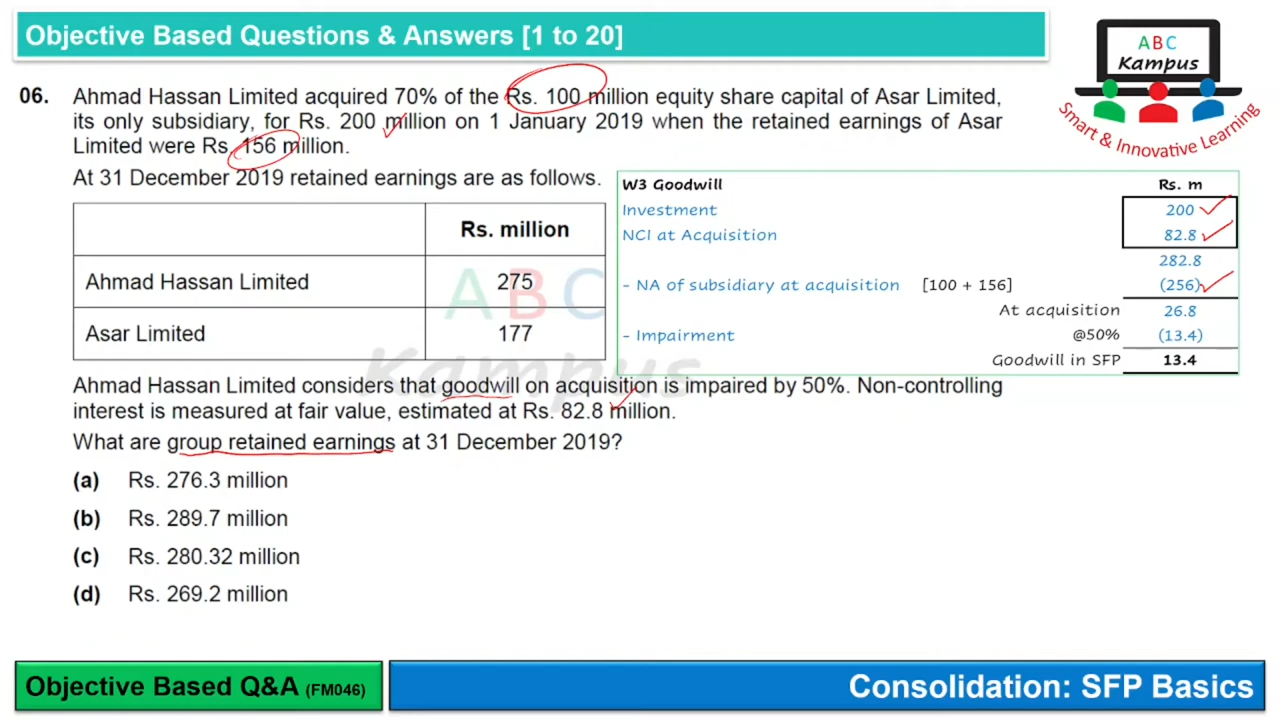 Objective Based Questions & Answers [1 to 20]
A B C
Kampus
Smart & Innovative Learning
06. Ahmad Hassan Limited acquired 70% of the Rs. 100 million equity share capital of Asar Limited,
its only subsidiary, for Rs. 200 million on 1 January 2019 when the retained earnings of Asar
Limited were Rs. 156 million.
At 31 December 2019 retained earnings are as follows.
Rs. million
Ahmad Hassan Limited 275
Asar Limited 177
W3 Goodwill Rs. m
Investment 200
NCI at Acquisition 82.8
282.8
- NA of subsidiary at acquisition [100 + 156] (256)
At acquisition 26.8
- Impairment @50% (13.4)
Goodwill in SFP 13.4
ABC
Kampus
Ahmad Hassan Limited considers that goodwill on acquisition is impaired by 50%. Non-controlling
interest is measured at fair value, estimated at Rs. 82.8 million.
What are group retained earnings at 31 December 2019?
(a) Rs. 276.3 million
(b) Rs. 289.7 million
(c) Rs. 280.32 million
(d) Rs. 269.2 million
Objective Based Q&A (FM046)
Consolidation: SFP Basics